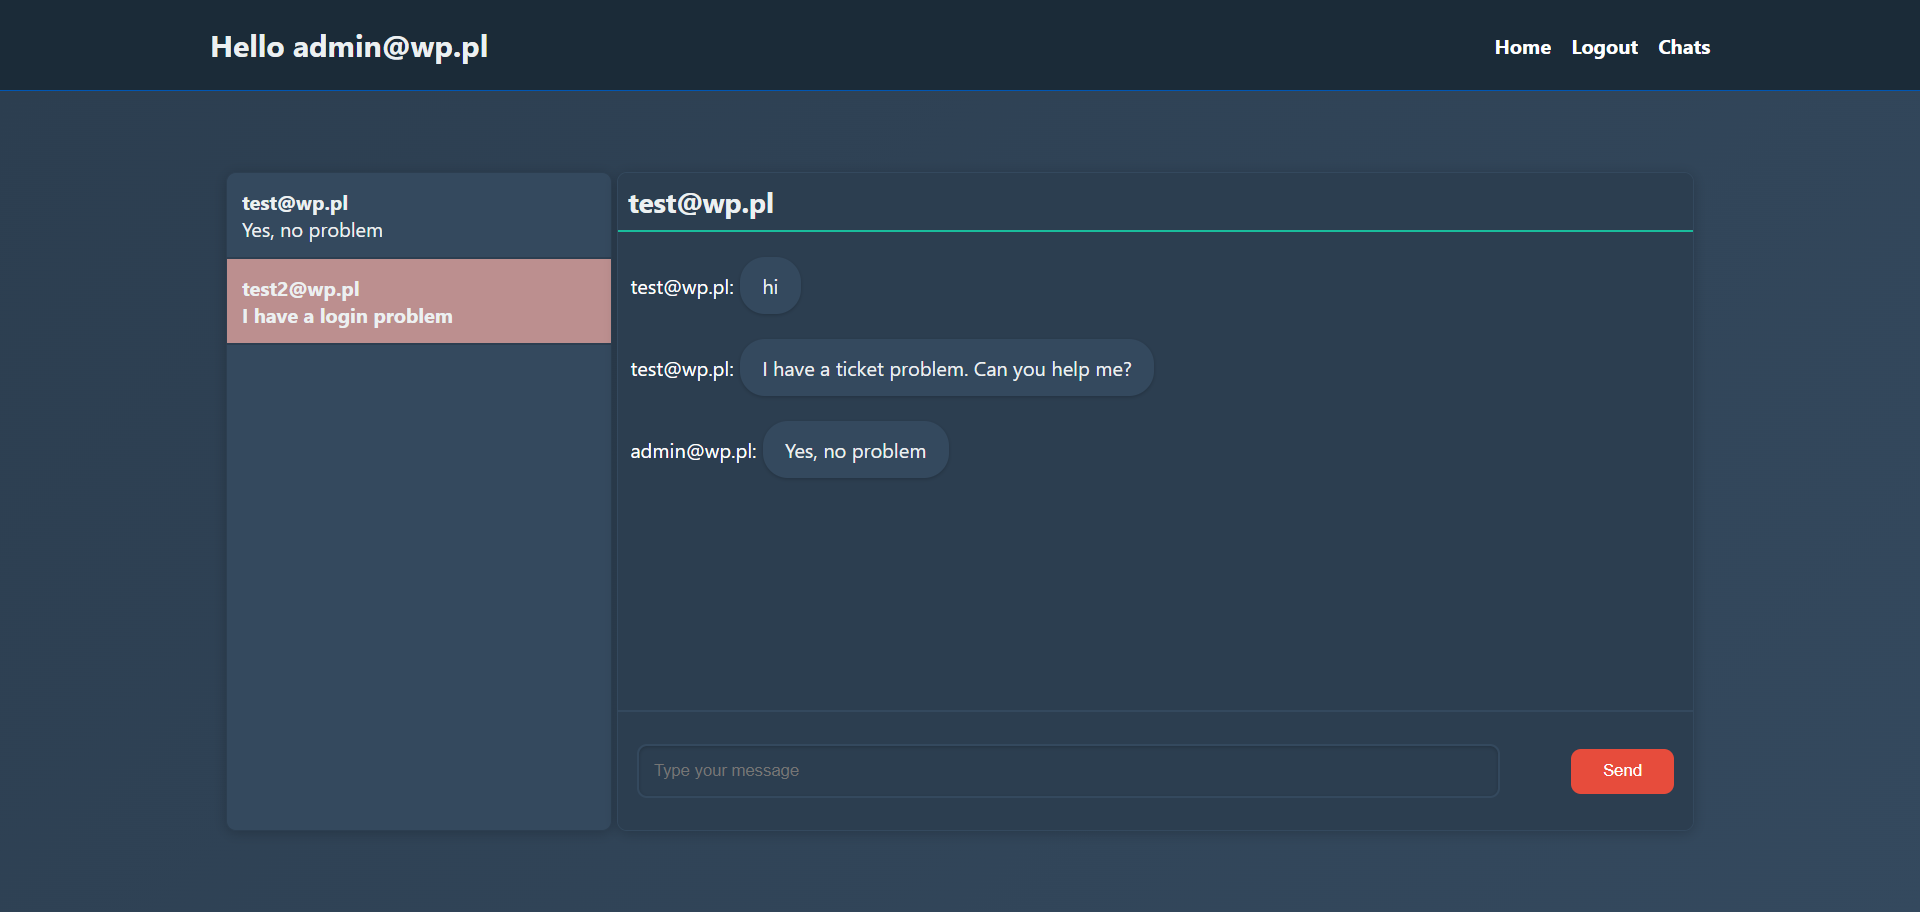 Hello admin@wp.pl
Home Logout Chats
test@wp.pl
Yes, no problem
test2@wp.pl
I have a login problem
test@wp.pl
test@wp.pl: hi
test@wp.pl: I have a ticket problem. Can you help me?
admin@wp.pl: Yes, no problem
Type your message
Send